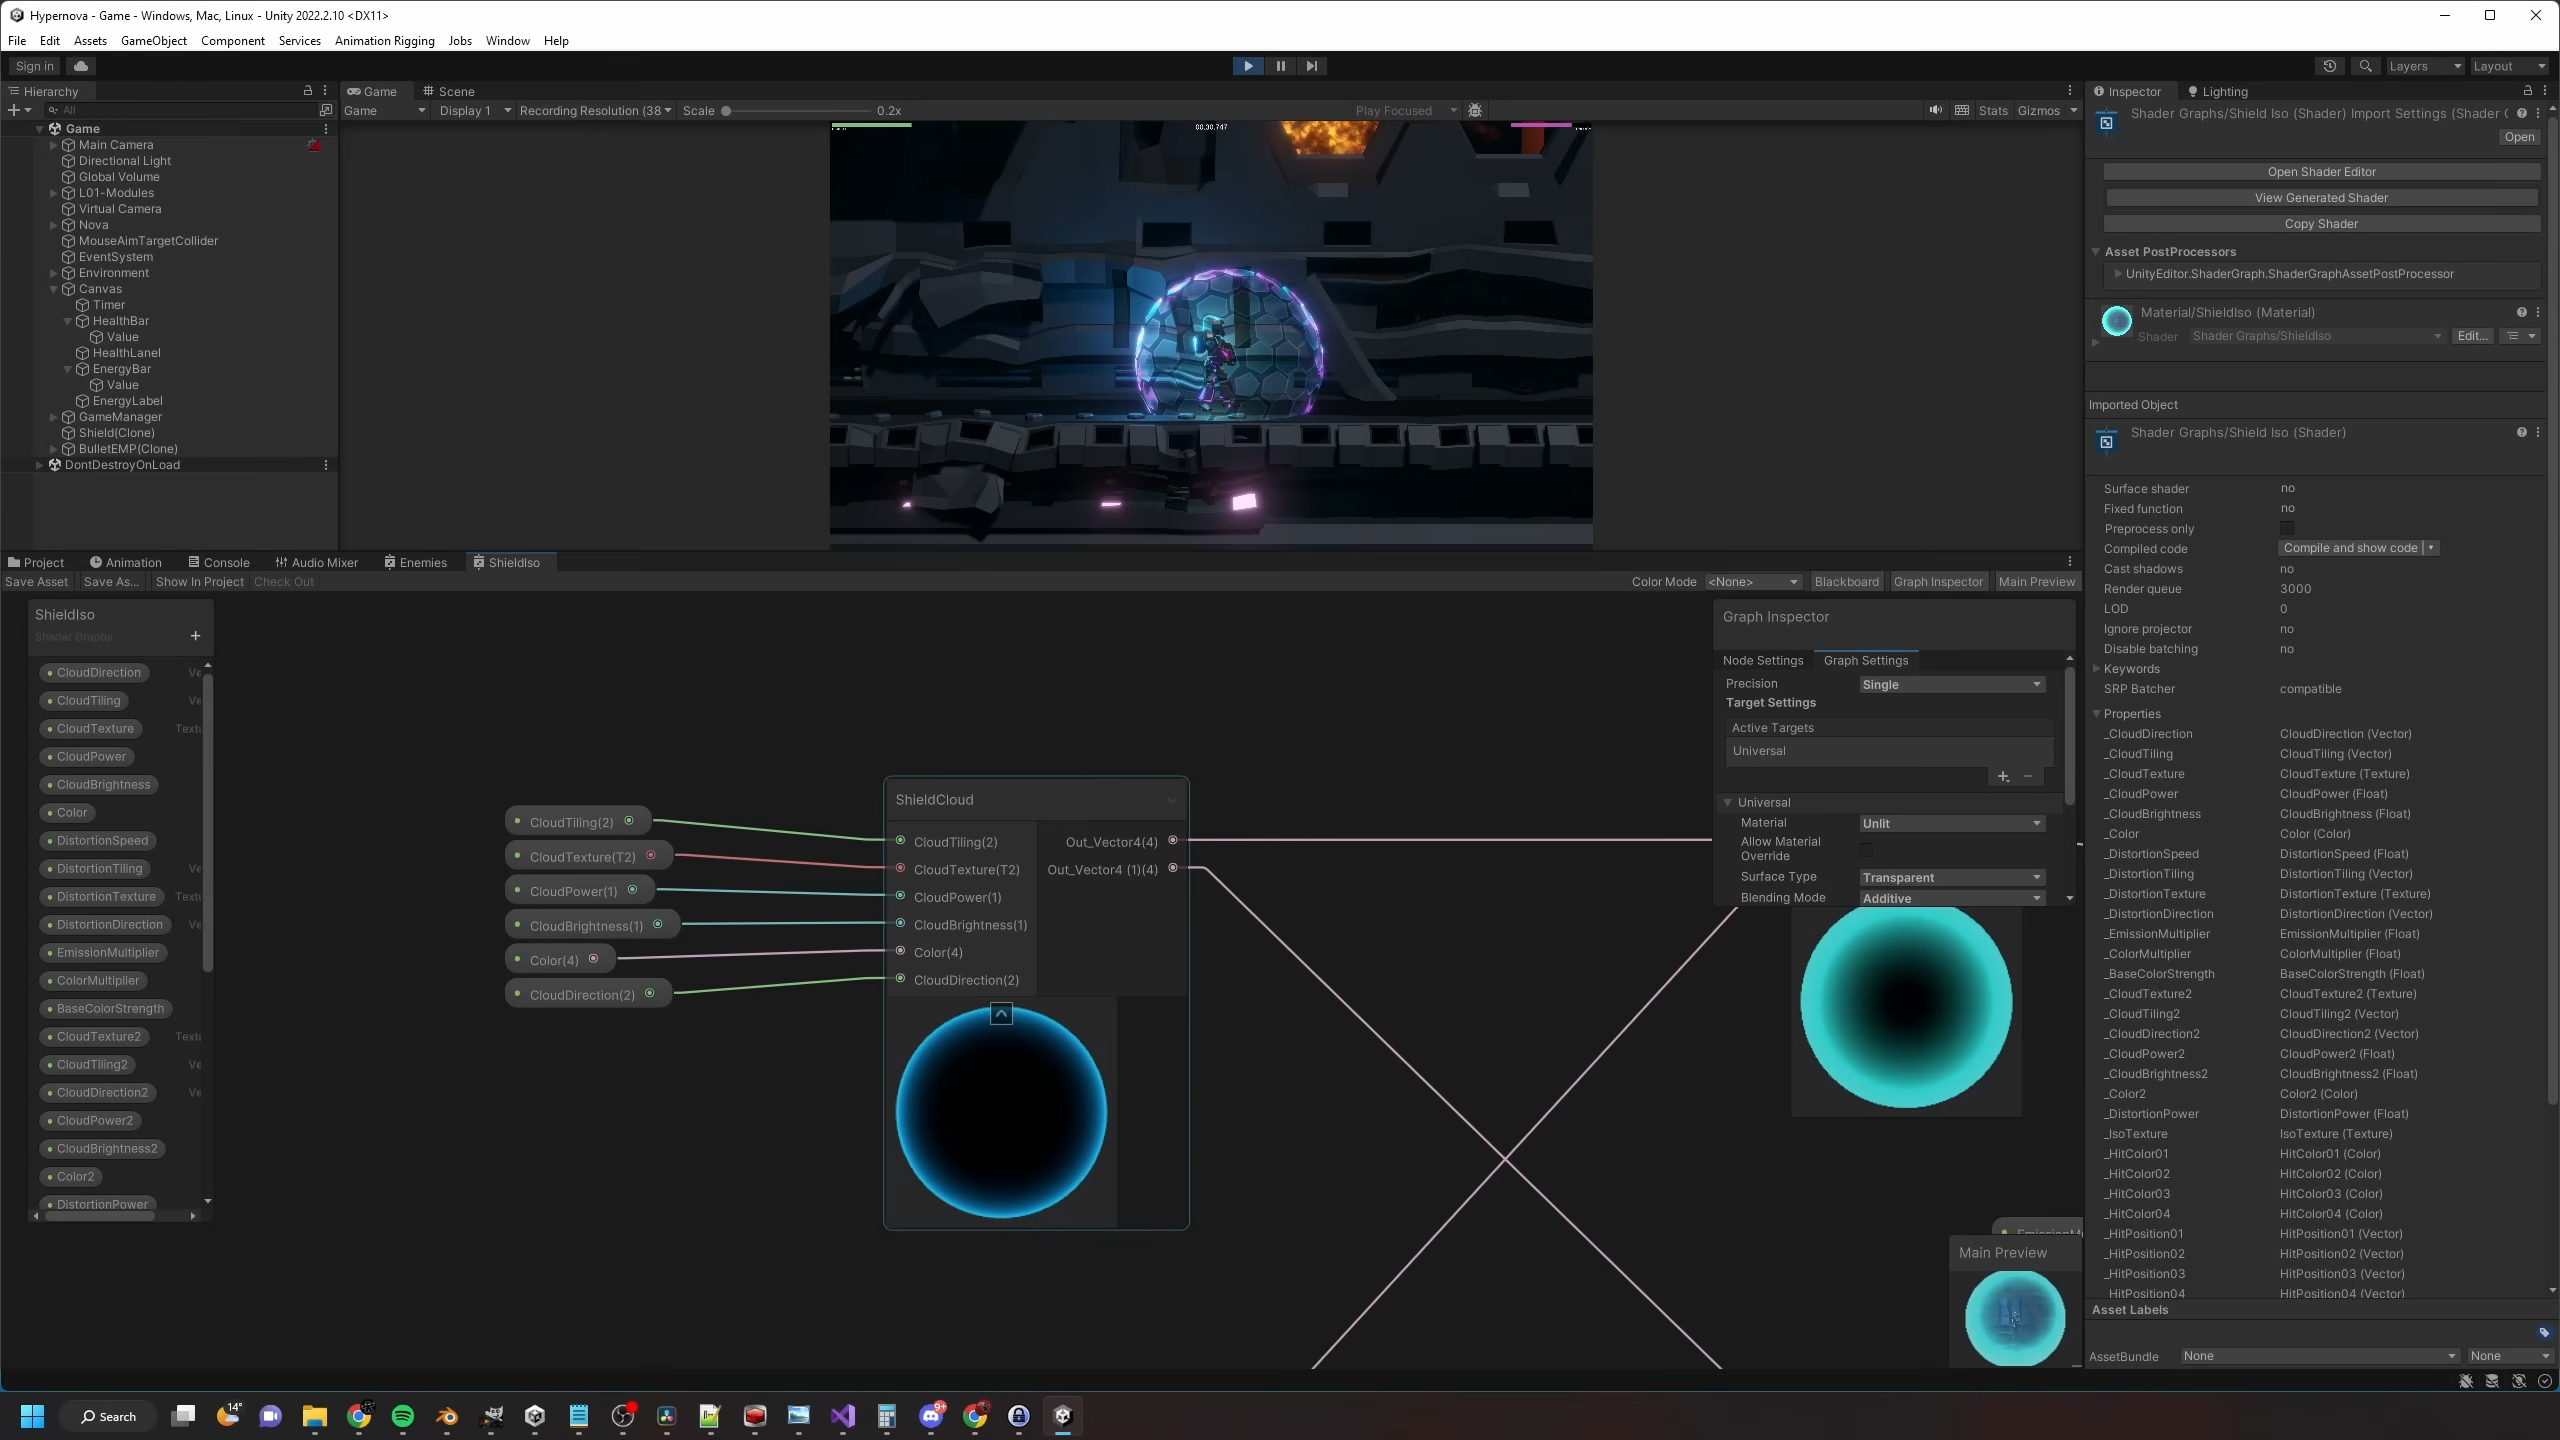 Hypernova - Game - Windows, Mac, Linux - Unity 2022.2.10 <DX11>
File Edit Assets GameObject Component Services Animation Rigging Jobs Window Help
Sign in
Layers Layout
Hierarchy
All
Game
Main Camera
Directional Light
Global Volume
L01-Modules
Virtual Camera
Nova
MouseAimTargetCollider
EventSystem
Environment
Canvas
Timer
HealthBar
Value
HealthLanel
EnergyBar
Value
EnergyLabel
GameManager
Shield(Clone)
BulletEMP(Clone)
DontDestroyOnLoad
Game Scene
Game Display 1 Recording Resolution (38 Scale 0.2x Play Focused Stats Gizmos
00.30.747
Project Animation Console Audio Mixer Enemies ShieldIso
Save Asset Save As... Show In Project Check Out Color Mode <None> Blackboard Graph Inspector Main Preview
ShieldIso
Shader Graphs
CloudDirection Ve
CloudTiling Ve
CloudTexture Textu
CloudPower
CloudBrightness
Color
DistortionSpeed
DistortionTiling Ve
DistortionTexture Textu
DistortionDirection Ve
EmissionMultiplier
ColorMultiplier
BaseColorStrength
CloudTexture2 Textu
CloudTiling2 Ve
CloudDirection2 Ve
CloudPower2
CloudBrightness2
Color2
DistortionPower
CloudTiling(2)
CloudTexture(T2)
CloudPower(1)
CloudBrightness(1)
Color(4)
CloudDirection(2)
ShieldCloud
CloudTiling(2) Out_Vector4(4)
CloudTexture(T2) Out_Vector4 (1)(4)
CloudPower(1)
CloudBrightness(1)
Color(4)
CloudDirection(2)
Graph Inspector
Node Settings Graph Settings
Precision Single
Target Settings
Active Targets
Universal
Universal
Material Unlit
Allow Material Override
Surface Type Transparent
Blending Mode Additive
Main Preview
Inspector Lighting
Shader Graphs/Shield Iso (Shader) Import Settings (Shader
Open
Open Shader Editor
View Generated Shader
Copy Shader
Asset PostProcessors
UnityEditor.ShaderGraph.ShaderGraphAssetPostProcessor
Material/ShieldIso (Material)
Shader Shader Graphs/ShieldIso Edit...
Imported Object
Shader Graphs/Shield Iso (Shader)
Surface shader no
Fixed function no
Preprocess only
Compiled code Compile and show code
Cast shadows no
Render queue 3000
LOD 0
Ignore projector no
Disable batching no
Keywords
SRP Batcher compatible
Properties
_CloudDirection CloudDirection (Vector)
_CloudTiling CloudTiling (Vector)
_CloudTexture CloudTexture (Texture)
_CloudPower CloudPower (Float)
_CloudBrightness CloudBrightness (Float)
_Color Color (Color)
_DistortionSpeed DistortionSpeed (Float)
_DistortionTiling DistortionTiling (Vector)
_DistortionTexture DistortionTexture (Texture)
_DistortionDirection DistortionDirection (Vector)
_EmissionMultiplier EmissionMultiplier (Float)
_ColorMultiplier ColorMultiplier (Float)
_BaseColorStrength BaseColorStrength (Float)
_CloudTexture2 CloudTexture2 (Texture)
_CloudTiling2 CloudTiling2 (Vector)
_CloudDirection2 CloudDirection2 (Vector)
_CloudPower2 CloudPower2 (Float)
_CloudBrightness2 CloudBrightness2 (Float)
_Color2 Color2 (Color)
_DistortionPower DistortionPower (Float)
_IsoTexture IsoTexture (Texture)
_HitColor01 HitColor01 (Color)
_HitColor02 HitColor02 (Color)
_HitColor03 HitColor03 (Color)
_HitColor04 HitColor04 (Color)
_HitPosition01 HitPosition01 (Vector)
_HitPosition02 HitPosition02 (Vector)
_HitPosition03 HitPosition03 (Vector)
_HitPosition04 HitPosition04 (Vector)
Asset Labels
AssetBundle None None
Search
14°
9+